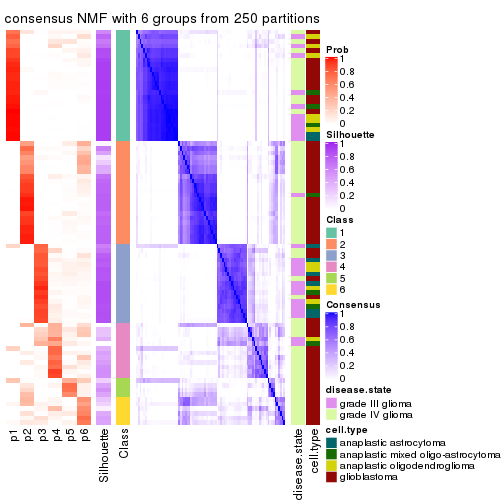 consensus NMF with 6 groups from 250 partitions
Prob
1
0.8
0.6
0.4
0.2
0
Silhouette
1
0.8
0.6
0.4
0.2
0
Class
1
2
3
4
5
6
Consensus
1
0.8
0.6
0.4
0.2
0
disease.state
grade III glioma
grade IV glioma
cell.type
anaplastic astrocytoma
anaplastic mixed oligo-astrocytoma
anaplastic oligodendroglioma
glioblastoma
p1
p2
p3
p4
p5
p6
Silhouette
Class
disease.state
cell.type